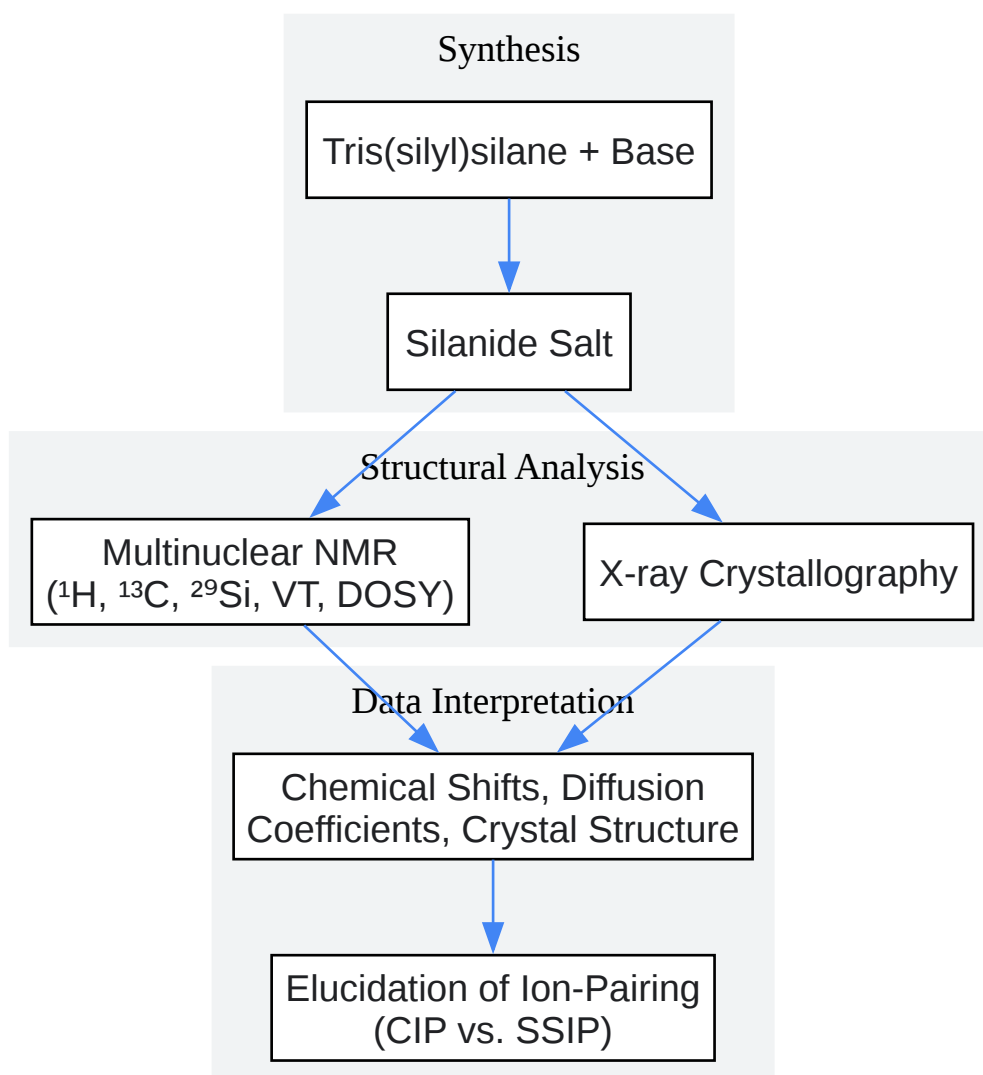 Synthesis
Tris(silyl)silane + Base
Silanide Salt
Structural Analysis
Multinuclear NMR
(¹H, ¹³C, ²⁹Si, VT, DOSY)
X-ray Crystallography
Data Interpretation
Chemical Shifts, Diffusion
Coefficients, Crystal Structure
Elucidation of Ion-Pairing
(CIP vs. SSIP)